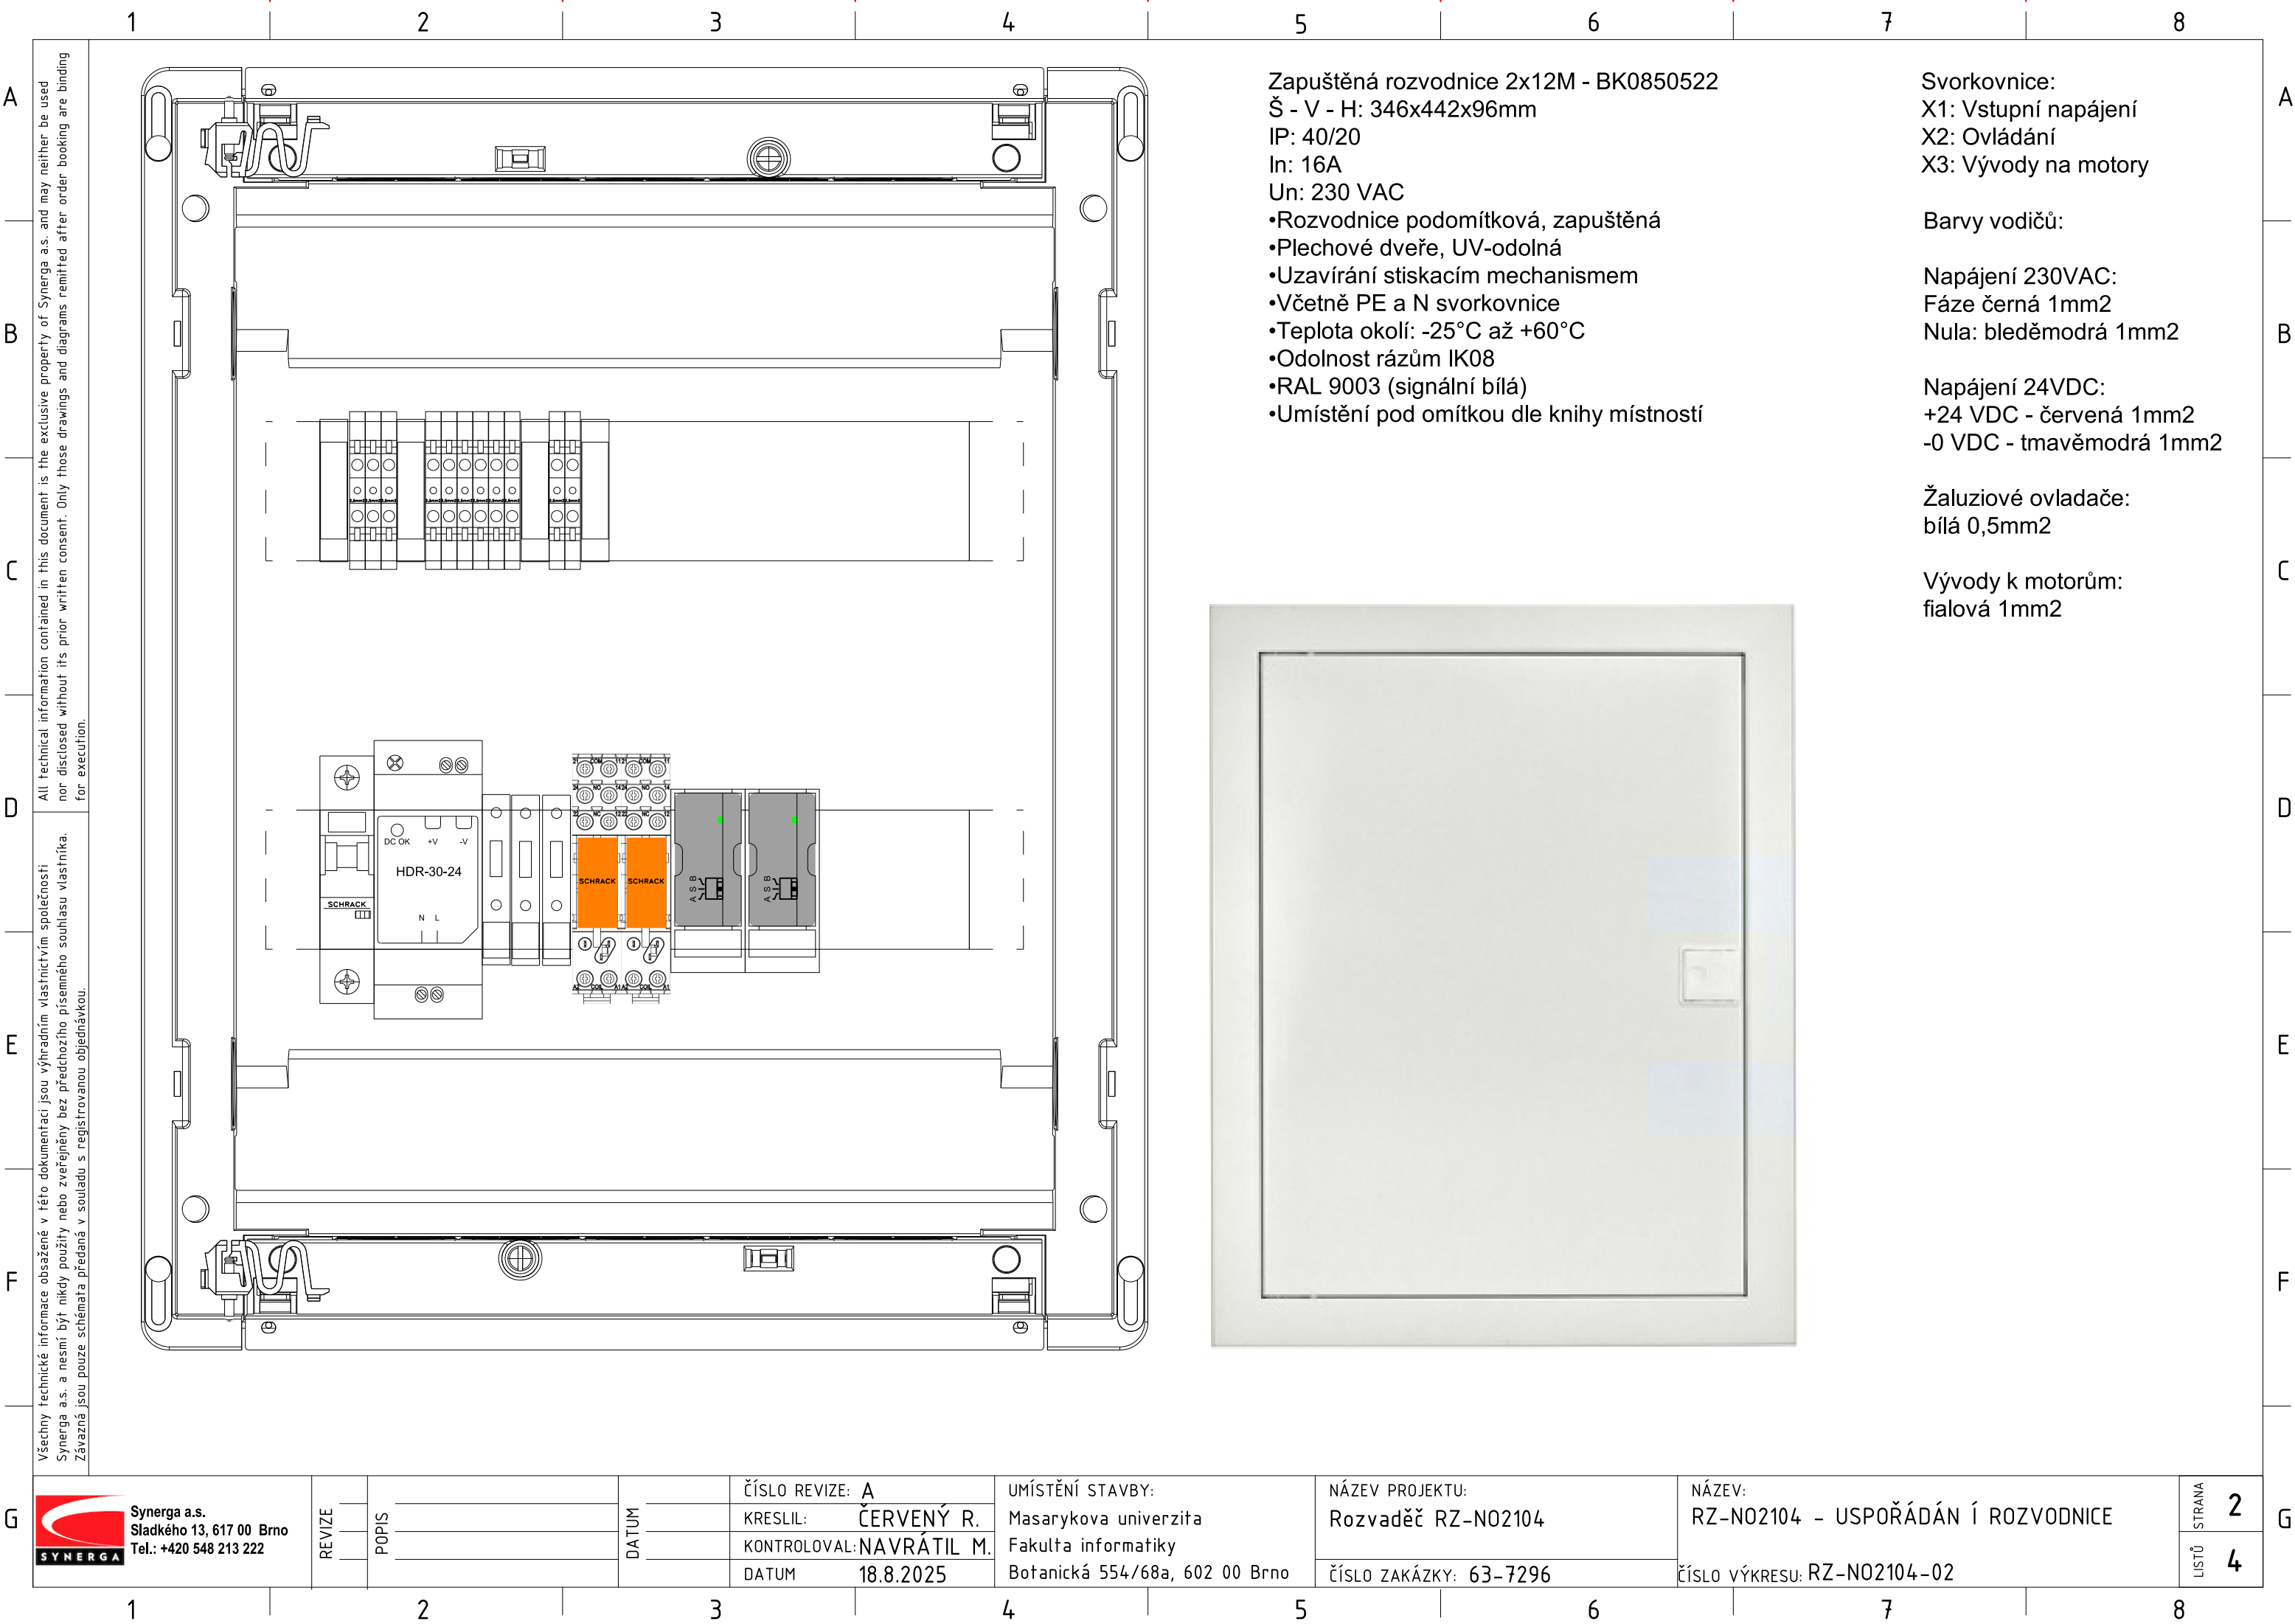 1 2 3 4 5 6 7 8
A
B
C
D
E
F
G
All technical information contained in this document is the exclusive property of Synerga a.s. and may neither be used
nor disclosed without its prior written consent. Only those drawings and diagrams remitted after order booking are binding
for execution.
Všechny technické informace obsažené v této dokumentaci jsou výhradním vlastnictvím společnosti
Synerga a.s. a nesmí být nikdy použity nebo zveřejněny bez předchozího písemného souhlasu vlastníka.
Závazná jsou pouze schémata předaná v souladu s registrovanou objednávkou.
Zapuštěná rozvodnice 2x12M - BK0850522
Š - V - H: 346x442x96mm
IP: 40/20
In: 16A
Un: 230 VAC
•Rozvodnice podomítková, zapuštěná
•Plechové dveře, UV-odolná
•Uzavírání stiskacím mechanismem
•Včetně PE a N svorkovnice
•Teplota okolí: -25°C až +60°C
•Odolnost rázům IK08
•RAL 9003 (signální bílá)
•Umístění pod omítkou dle knihy místností
Svorkovnice:
X1: Vstupní napájení
X2: Ovládání
X3: Vývody na motory
Barvy vodičů:
Napájení 230VAC:
Fáze černá 1mm2
Nula: bleděmodrá 1mm2
Napájení 24VDC:
+24 VDC - červená 1mm2
-0 VDC - tmavěmodrá 1mm2
Žaluziové ovladače:
bílá 0,5mm2
Vývody k motorům:
fialová 1mm2
DC OK +V -V
HDR-30-24
N L
SCHRACK
SCHRACK SCHRACK
A S B
A S B
A
B
C
D
E
F
G
SYNERGA
Synerga a.s.
Sladkého 13, 617 00 Brno
Tel.: +420 548 213 222
REVIZE
POPIS
DATUM
ČÍSLO REVIZE: A
KRESLIL: ČERVENÝ R.
KONTROLOVAL: NAVRÁTIL M.
DATUM 18.8.2025
UMÍSTĚNÍ STAVBY:
Masarykova univerzita
Fakulta informatiky
Botanická 554/68a, 602 00 Brno
NÁZEV PROJEKTU:
Rozvaděč RZ-NO2104
ČÍSLO ZAKÁZKY: 63-7296
NÁZEV:
RZ-NO2104 - USPOŘÁDÁN Í ROZVODNICE
ČÍSLO VÝKRESU: RZ-NO2104-02
STRANA 2
LISTŮ 4
1 2 3 4 5 6 7 8